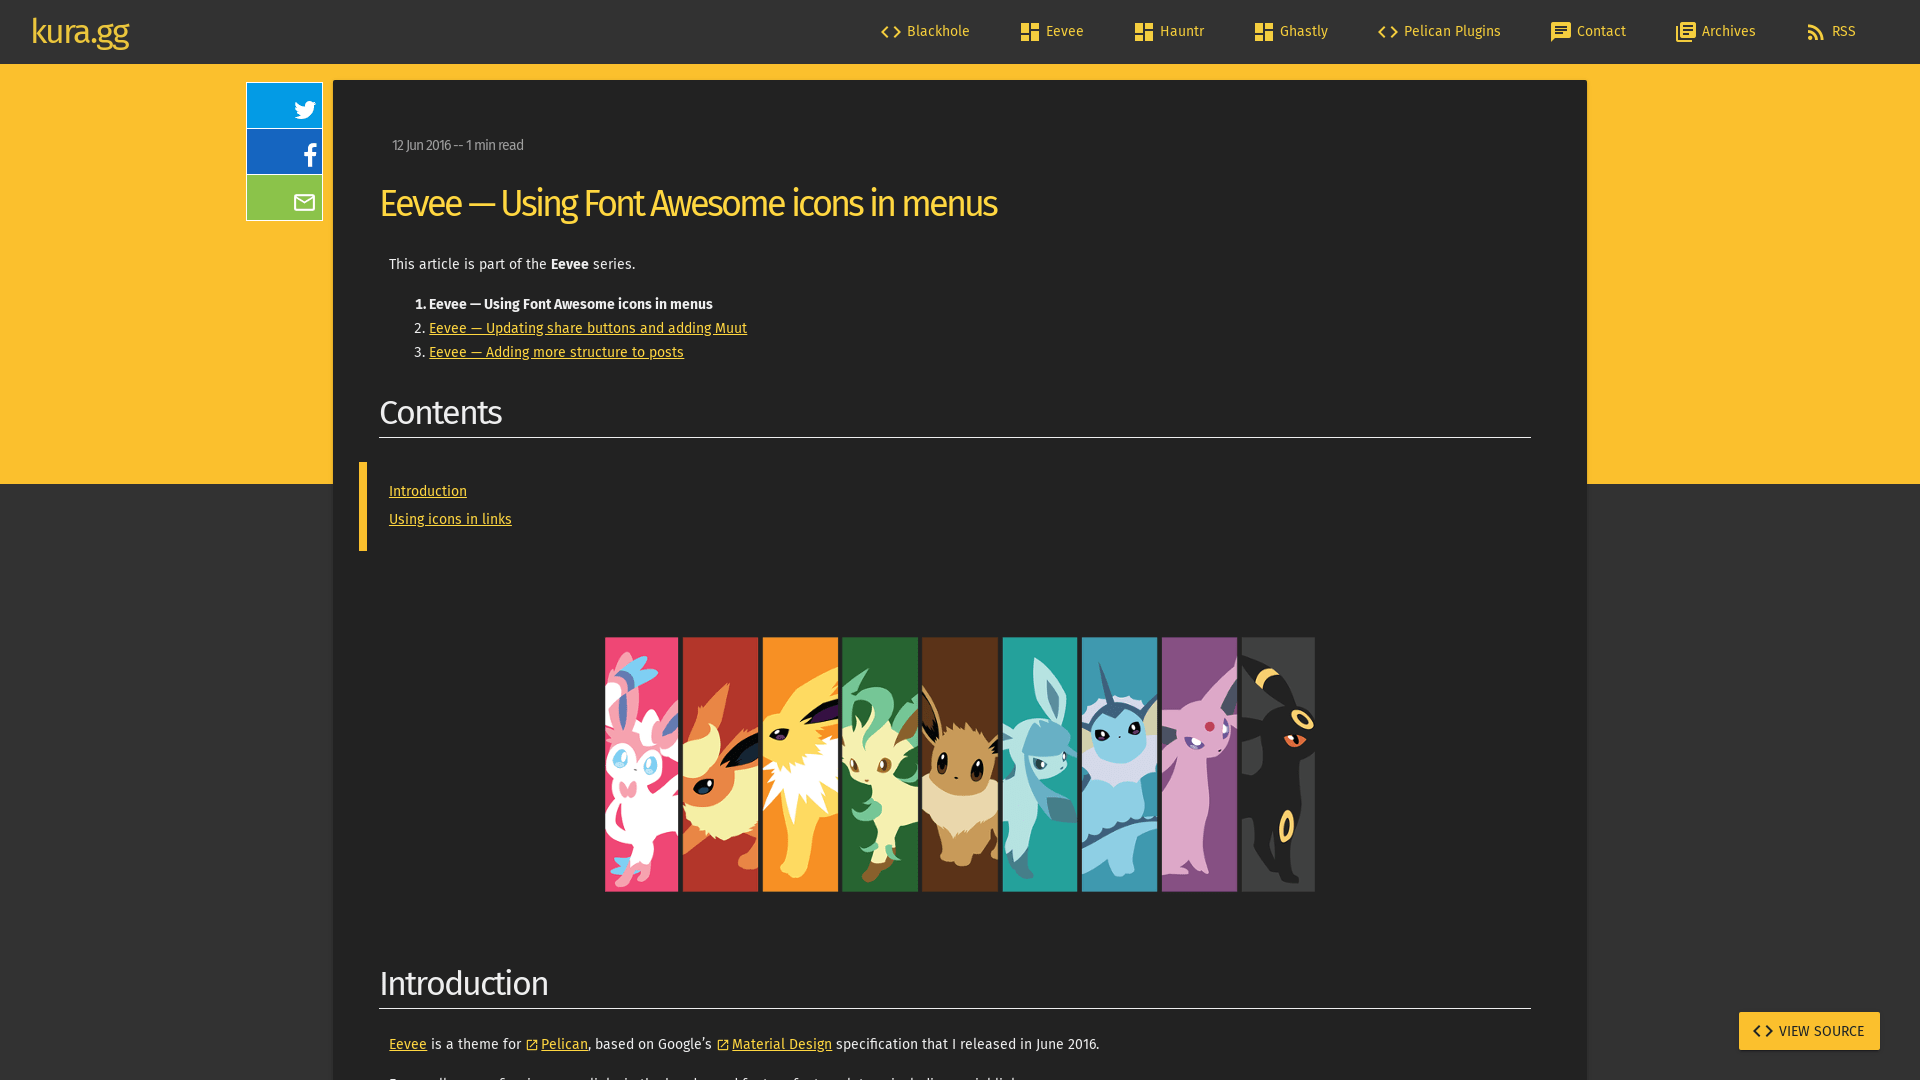 kura.gg
Blackhole
Eevee
Hauntr
Ghastly
Pelican Plugins
Contact
Archives
RSS
12 Jun 2016 -- 1 min read
Eevee — Using Font Awesome icons in menus
This article is part of the Eevee series.
1. Eevee — Using Font Awesome icons in menus
2. Eevee — Updating share buttons and adding Muut
3. Eevee — Adding more structure to posts
Contents
Introduction
Using icons in links
Introduction
Eevee is a theme for Pelican, based on Google’s Material Design specification that I released in June 2016.
VIEW SOURCE